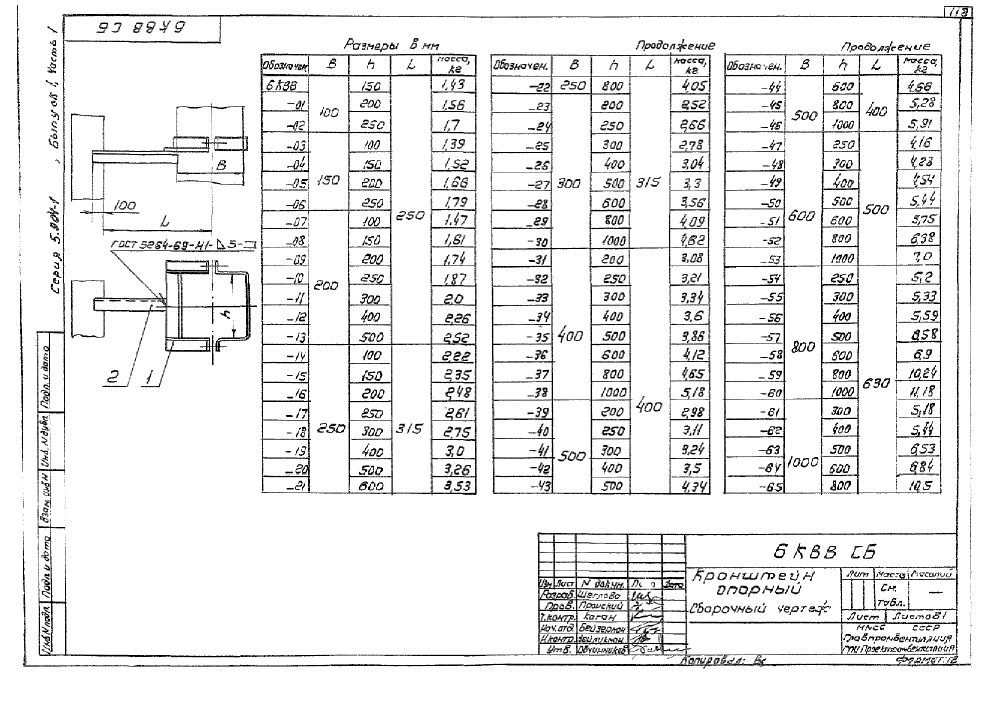 113
6КВВ СБ
Серия 5.904-1, Выпуск 1, Часть 1
Размеры в мм
Обозначен. B h L Масса, кг
6КВВ 100 150 250 1,43
-01 200 1,56
-02 250 1,7
-03 150 100 1,39
-04 150 1,52
-05 200 1,66
-06 250 1,79
-07 200 100 1,47
-08 150 1,61
-09 200 1,74
-10 250 1,87
-11 300 2,0
-12 400 2,26
-13 500 2,52
-14 250 100 315 2,22
-15 150 2,35
-16 200 2,48
-17 250 2,61
-18 300 2,75
-19 400 3,0
-20 500 3,26
-21 600 3,53
Продолжение
Обозначен. B h L Масса, кг
-22 250 800 315 4,05
-23 300 200 2,52
-24 250 2,66
-25 300 2,78
-26 400 3,04
-27 500 3,3
-28 600 3,56
-29 800 4,09
-30 1000 4,62
-31 400 200 400 3,08
-32 250 3,21
-33 300 3,34
-34 400 3,6
-35 500 3,86
-36 600 4,12
-37 800 4,65
-38 1000 5,18
-39 500 200 2,98
-40 250 3,11
-41 300 3,24
-42 400 3,5
-43 500 4,34
Продолжение
Обозначен. B h L Масса, кг
-44 500 600 400 4,66
-45 800 5,28
-46 1000 5,91
-47 600 250 500 4,16
-48 300 4,28
-49 400 4,54
-50 500 5,44
-51 600 5,75
-52 800 6,38
-53 1000 7,0
-54 800 250 630 5,2
-55 300 5,33
-56 400 5,59
-57 500 6,58
-58 600 6,9
-59 800 10,24
-60 1000 11,18
-61 1000 300 5,18
-62 400 5,44
-63 500 6,53
-64 600 6,84
-65 800 10,5
B
100
L
ГОСТ 5264-69-Н1-5-
h
2 1
Подп. и дата
Инв. № дубл.
Взам. инв. №
Подп. и дата
Инв. № подл.
6КВВ СБ
Кронштейн
опорный
Сборочный чертеж
Лит Масса Масштаб
См. табл. —
Лист Листов 1
ММСС СССР
Главпромвентиляция
ГПИ Проектпромвентиляция
Изм Лист № докум. Дата
Разраб. Щеглова
Пров. Пронский
Т.контр. Каган
Нач.отд.
Н.контр.
Утв. Овчинников
Копировал:
Формат 12